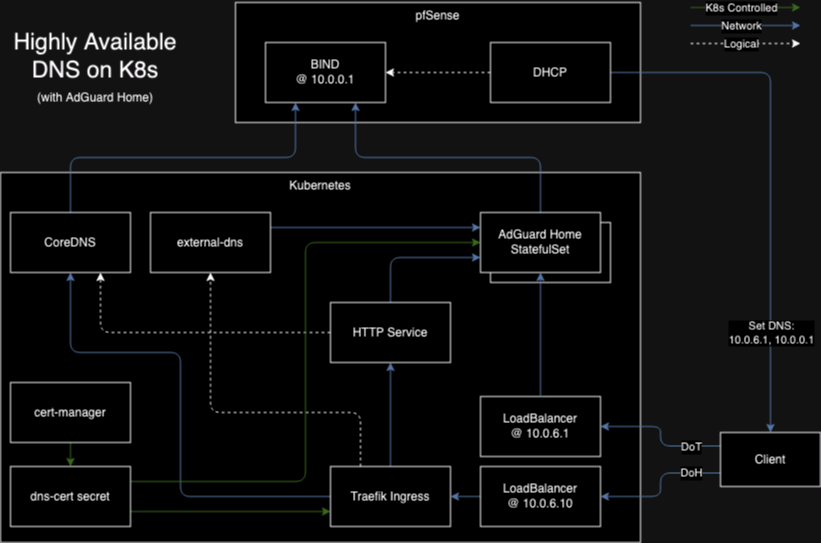 Highly Available
DNS on K8s
(with AdGuard Home)
pfSense
BIND
@ 10.0.0.1
DHCP
K8s Controlled
Network
Logical
Kubernetes
CoreDNS
external-dns
AdGuard Home
StatefulSet
HTTP Service
Set DNS:
10.0.6.1, 10.0.0.1
cert-manager
LoadBalancer
@ 10.0.6.1
DoT
Client
DoH
dns-cert secret
Traefik Ingress
LoadBalancer
@ 10.0.6.10